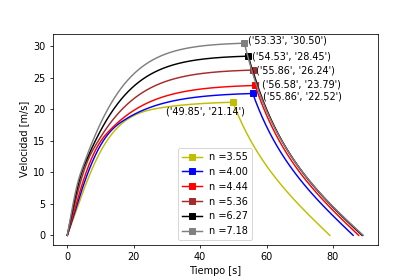 ('53.33', '30.50')
('54.53', '28.45')
('55.86', '26.24')
('56.58', '23.79')
('55.86', '22.52')
('49.85', '21.14')
Velocidad [m/s]
30
25
20
15
10
5
0
n =3.55
n =4.00
n =4.44
n =5.36
n =6.27
n =7.18
0 20 40 60 80
Tiempo [s]